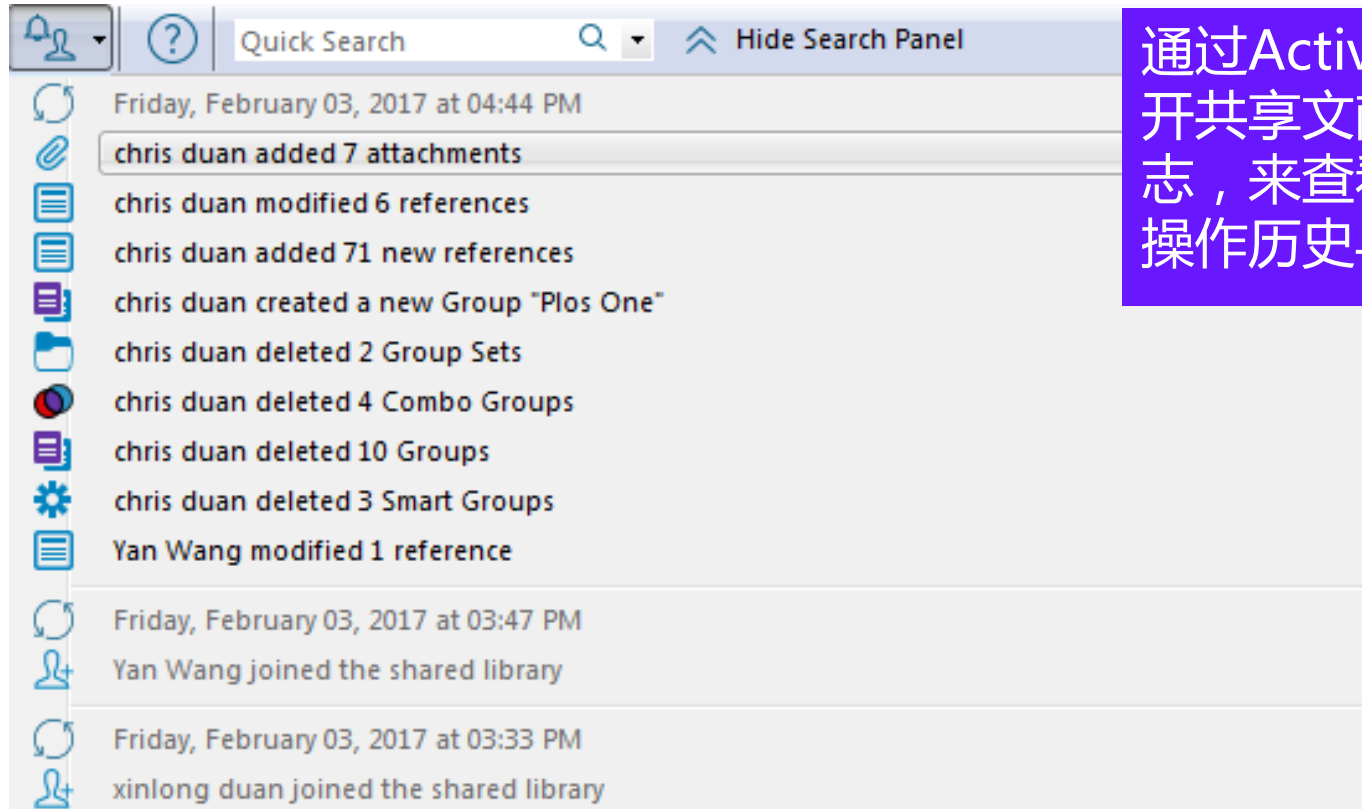 Quick Search
Hide Search Panel
通过Activ
开共享文
志，来查
操作历史
Friday, February 03, 2017 at 04:44 PM
chris duan added 7 attachments
chris duan modified 6 references
chris duan added 71 new references
chris duan created a new Group "Plos One"
chris duan deleted 2 Group Sets
chris duan deleted 4 Combo Groups
chris duan deleted 10 Groups
chris duan deleted 3 Smart Groups
Yan Wang modified 1 reference
Friday, February 03, 2017 at 03:47 PM
Yan Wang joined the shared library
Friday, February 03, 2017 at 03:33 PM
xinlong duan joined the shared library